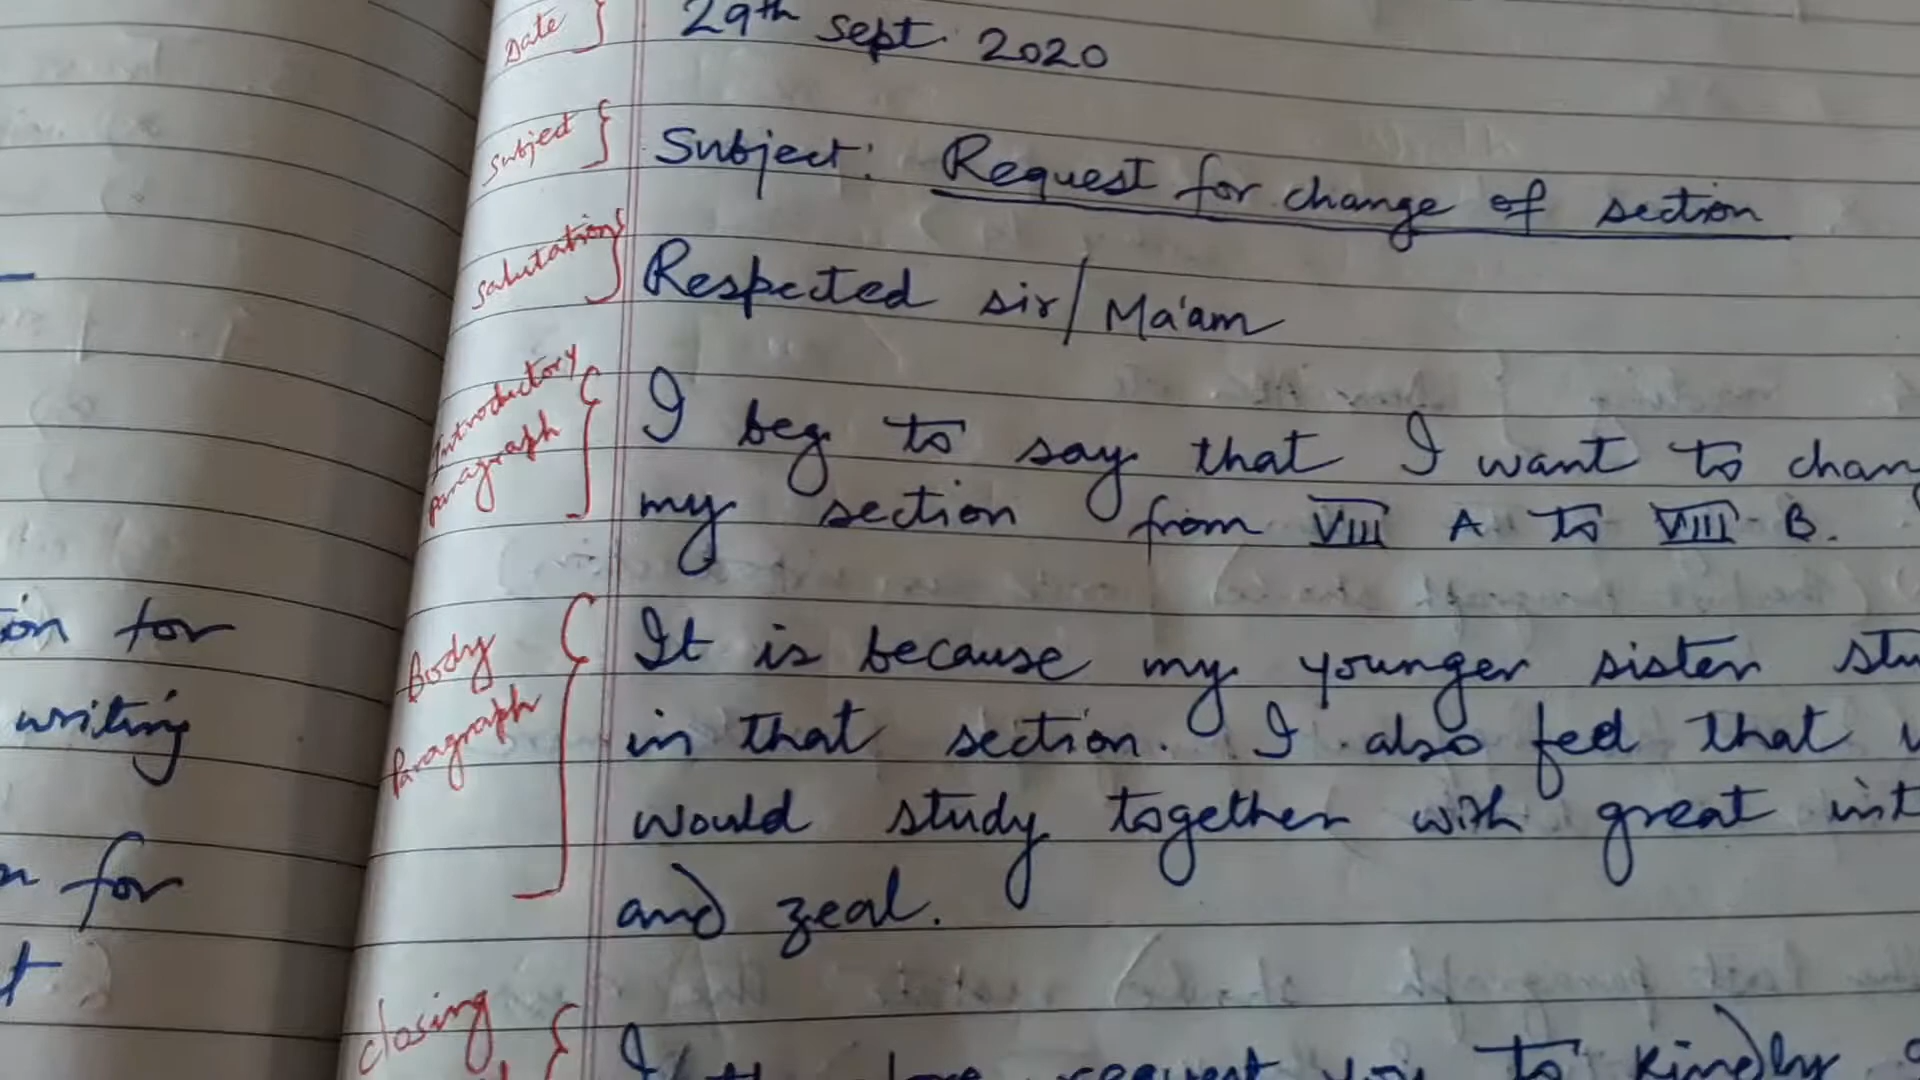 Date 29th Sept. 2020
Subject Subject: Request for change of section
Salutation Respected sir/Ma'am
Introductory paragraph
I beg to say that I want to chang
my section from VIII A to VIII B.
Body Paragraph
It is because my younger sister stu
in that section. I also feel that
would study together with great int
and zeal.
closing
request you to kindly
on for
writing
n for
t